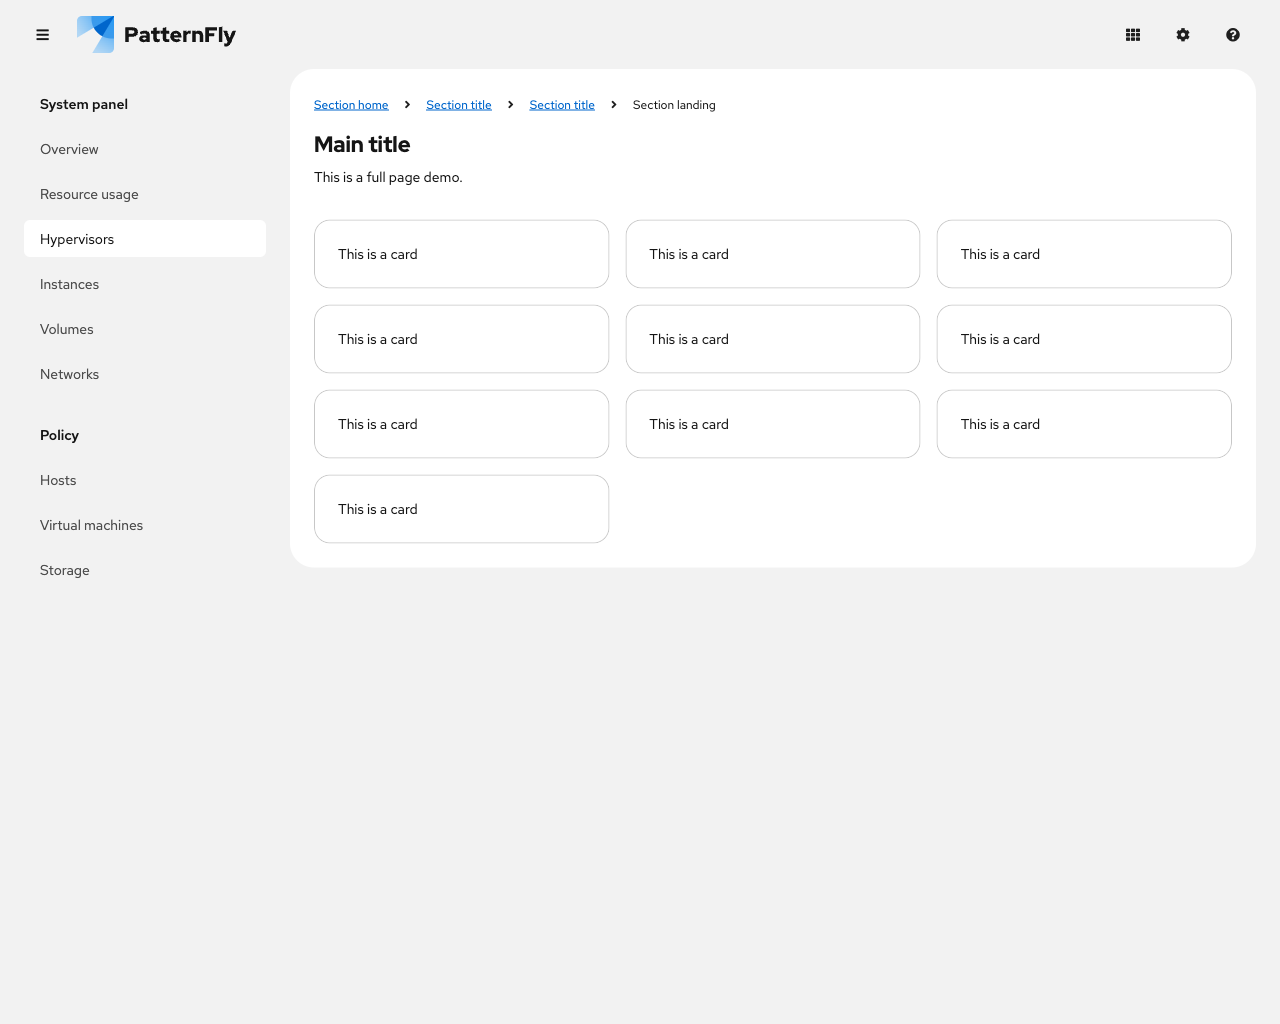 PatternFly
System panel
Overview
Resource usage
Hypervisors
Instances
Volumes
Networks
Policy
Hosts
Virtual machines
Storage
Section home Section title Section title Section landing
Main title
This is a full page demo.
This is a card This is a card This is a card
This is a card This is a card This is a card
This is a card This is a card This is a card
This is a card